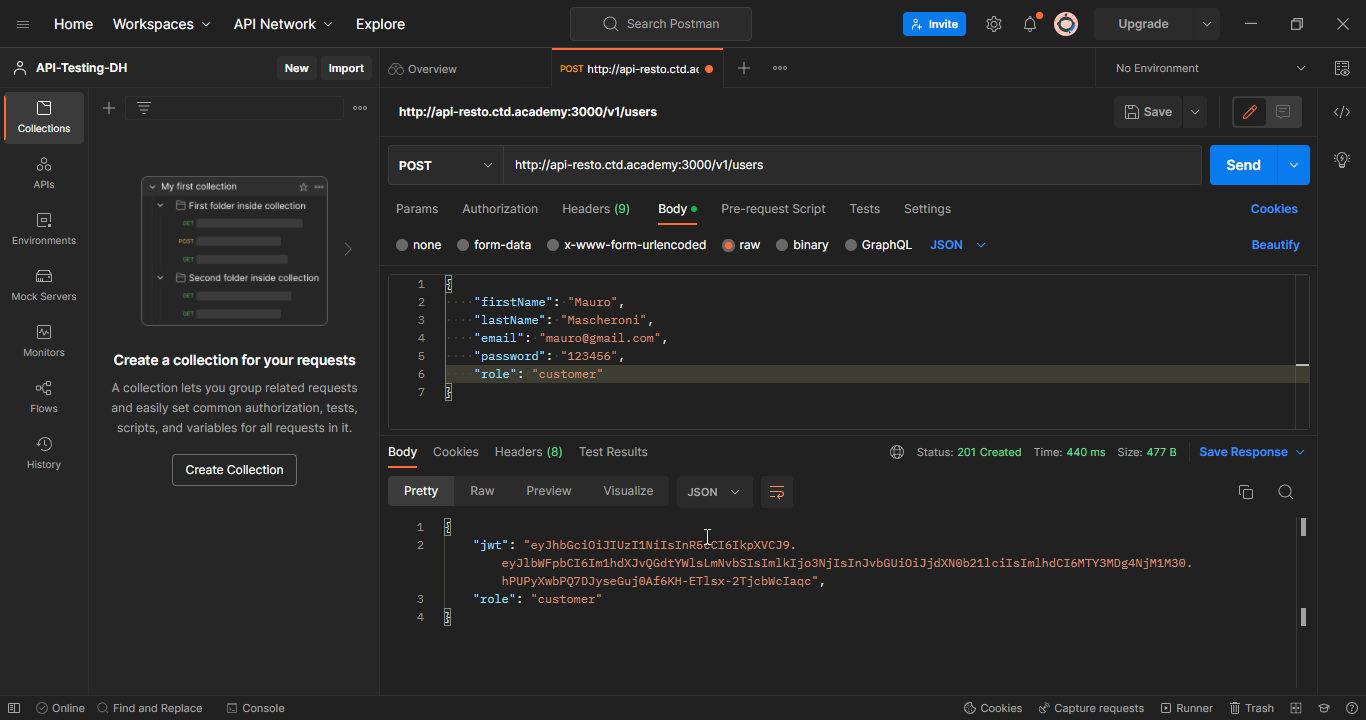 Home Workspaces API Network Explore Search Postman Invite Upgrade
API-Testing-DH New Import Overview POST http://api-resto.ctd.ac No Environment
Collections
APIs
Environments
Mock Servers
Monitors
Flows
History
My first collection
First folder inside collection
GET
POST
GET
Second folder inside collection
GET
GET
Create a collection for your requests
A collection lets you group related requests
and easily set common authorization, tests,
scripts, and variables for all requests in it.
Create Collection
http://api-resto.ctd.academy:3000/v1/users Save
POST http://api-resto.ctd.academy:3000/v1/users Send
Params Authorization Headers (9) Body Pre-request Script Tests Settings Cookies
none form-data x-www-form-urlencoded raw binary GraphQL JSON Beautify
1 {
2 "firstName": "Mauro",
3 "lastName": "Mascheroni",
4 "email": "mauro@gmail.com",
5 "password": "123456",
6 "role": "customer"
7 }
Body Cookies Headers (8) Test Results Status: 201 Created Time: 440 ms Size: 477 B Save Response
Pretty Raw Preview Visualize JSON
1 {
2 "jwt": "eyJhbGciOiJIUzI1NiIsInR5cCI6IkpXVCJ9.
eyJlbWFpbCI6Im1hdXJvQGdtYWlsLmNvbSIsImlkIjo3NjIsInJvbGUiOiJjdXN0b21lciIsImlhdCI6MTY3MDg4NjM1M30.
hPUPyXwbPQ7DJyseGuj0Af6KH-ETlsx-2TjcbWcIaqc",
3 "role": "customer"
4 }
Online Find and Replace Console Cookies Capture requests Runner Trash